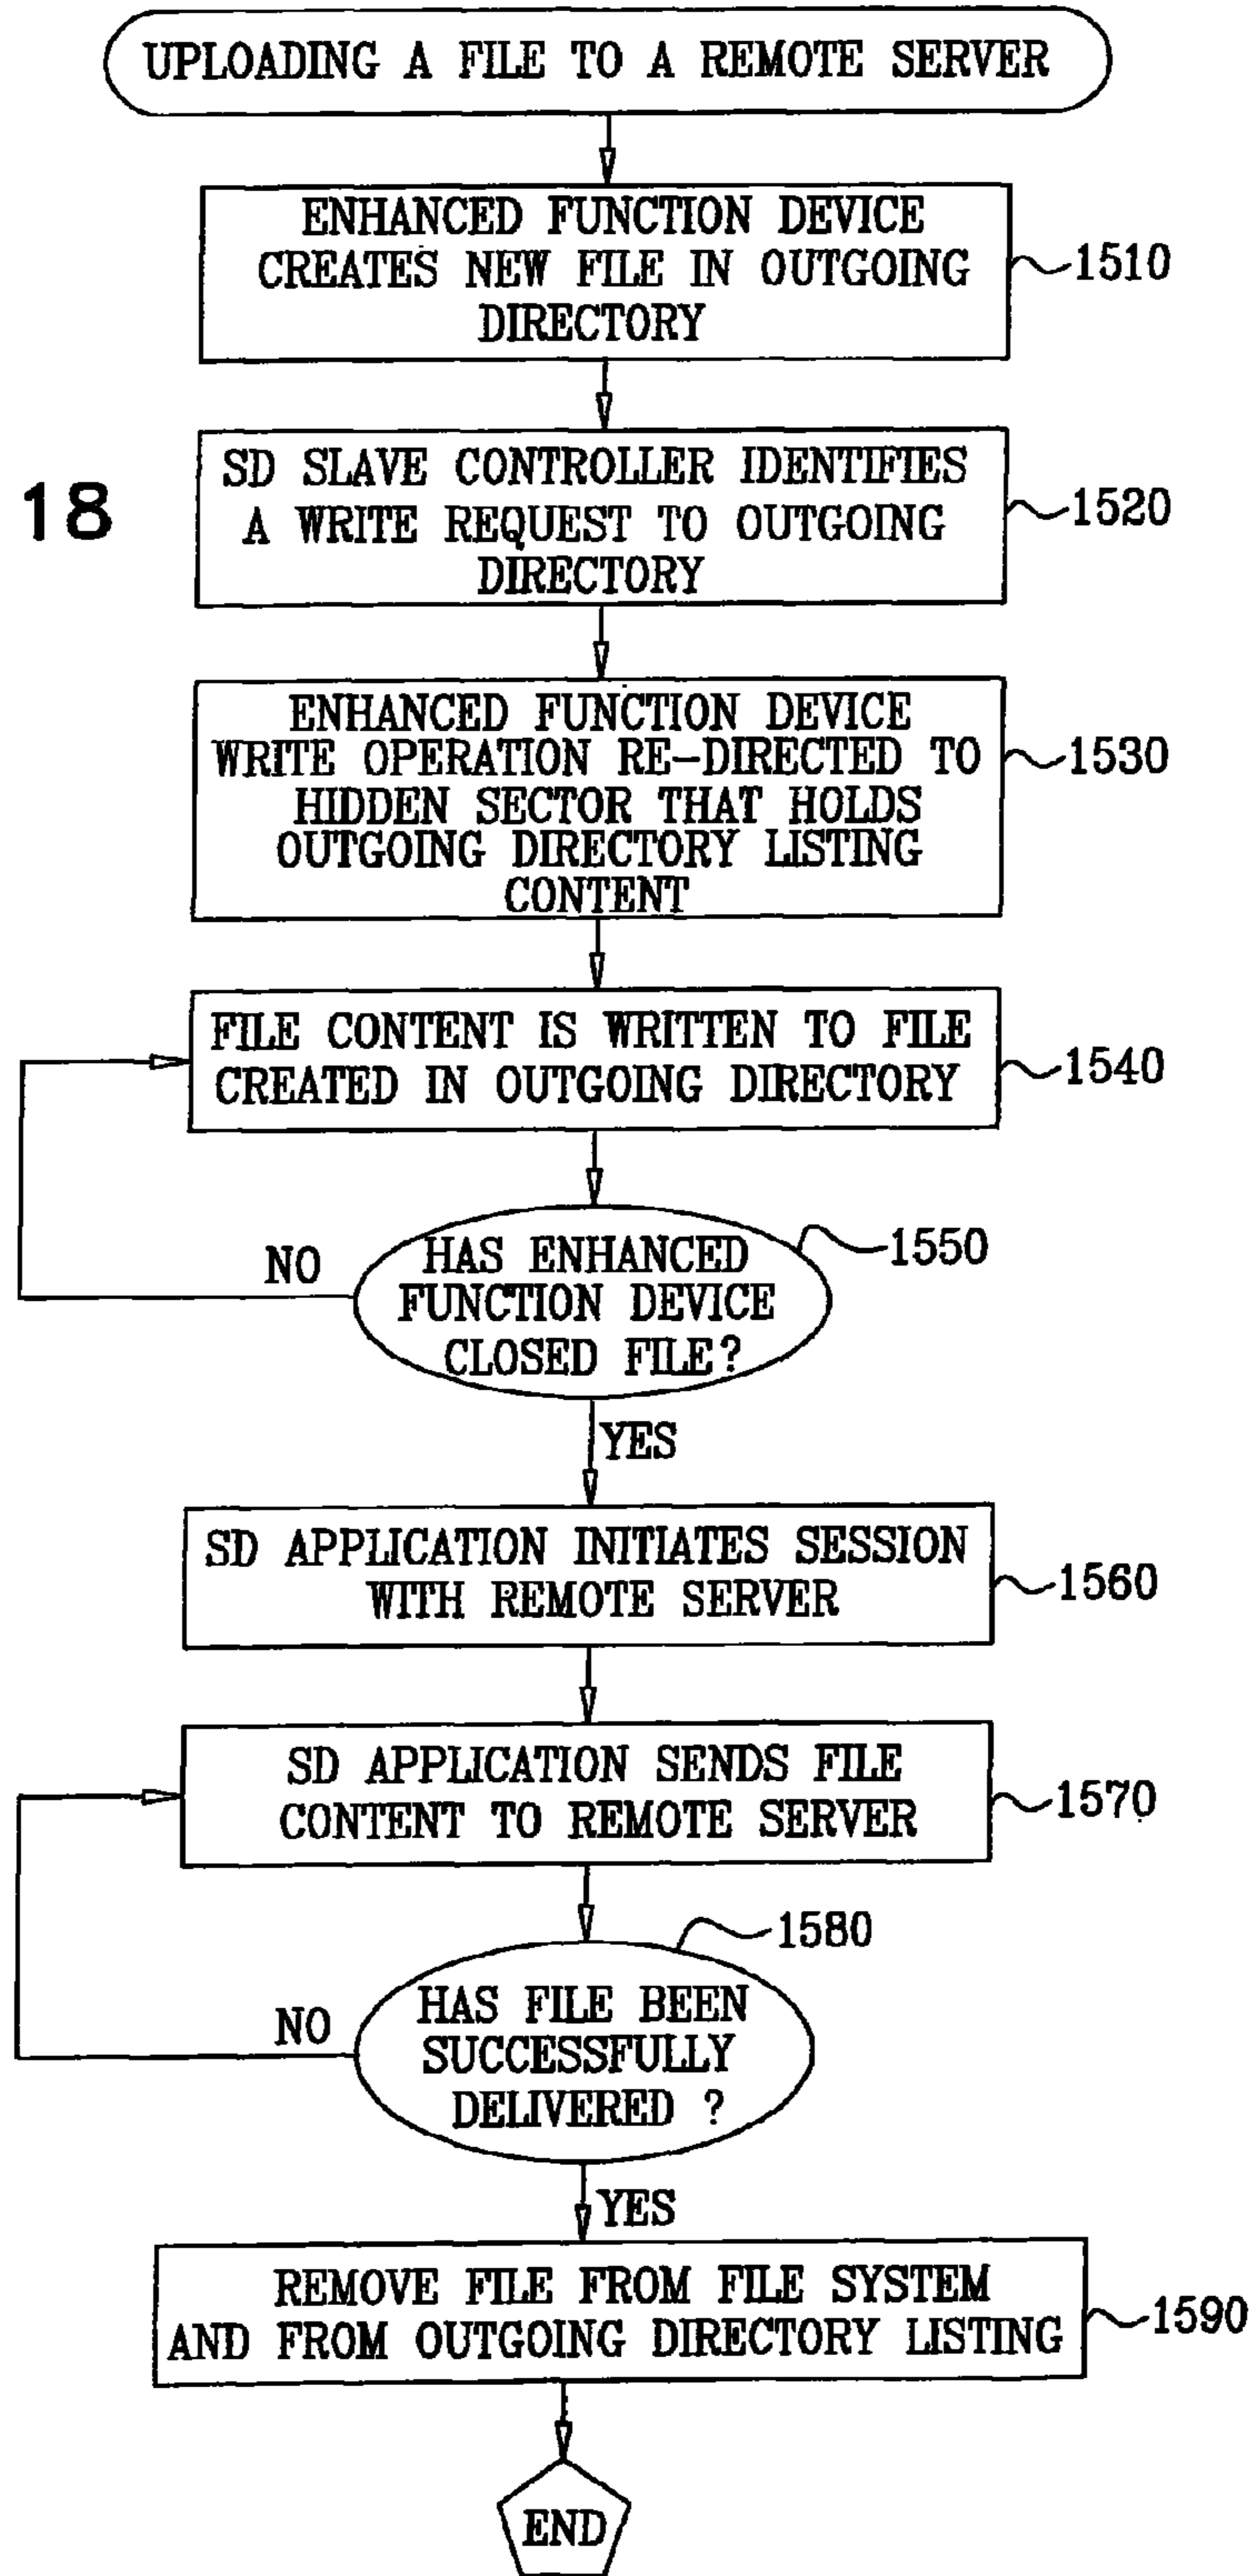 UPLOADING A FILE TO A REMOTE SERVER
ENHANCED FUNCTION DEVICE
CREATES NEW FILE IN OUTGOING
DIRECTORY
1510
18
SD SLAVE CONTROLLER IDENTIFIES
A WRITE REQUEST TO OUTGOING
DIRECTORY
1520
ENHANCED FUNCTION DEVICE
WRITE OPERATION RE-DIRECTED TO
HIDDEN SECTOR THAT HOLDS
OUTGOING DIRECTORY LISTING
CONTENT
1530
FILE CONTENT IS WRITTEN TO FILE
CREATED IN OUTGOING DIRECTORY
1540
HAS ENHANCED
FUNCTION DEVICE
CLOSED FILE?
1550
NO
YES
SD APPLICATION INITIATES SESSION
WITH REMOTE SERVER
1560
SD APPLICATION SENDS FILE
CONTENT TO REMOTE SERVER
1570
HAS FILE BEEN
SUCCESSFULLY
DELIVERED ?
1580
NO
YES
REMOVE FILE FROM FILE SYSTEM
AND FROM OUTGOING DIRECTORY LISTING
1590
END